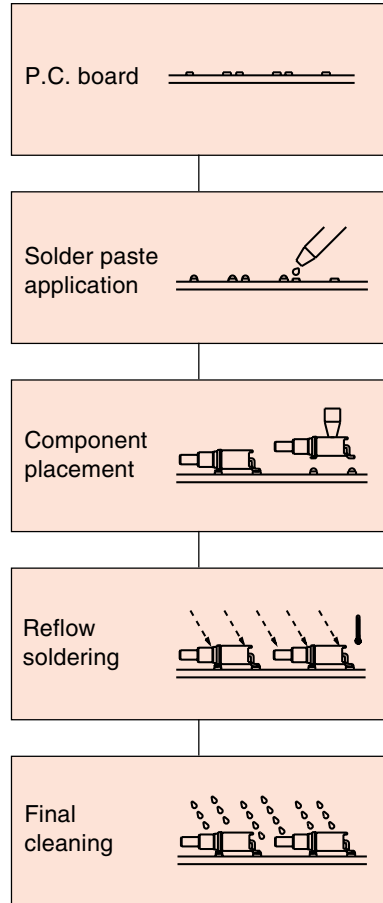 P.C. board
Solder paste
application
Component
placement
Reflow
soldering
Final
cleaning